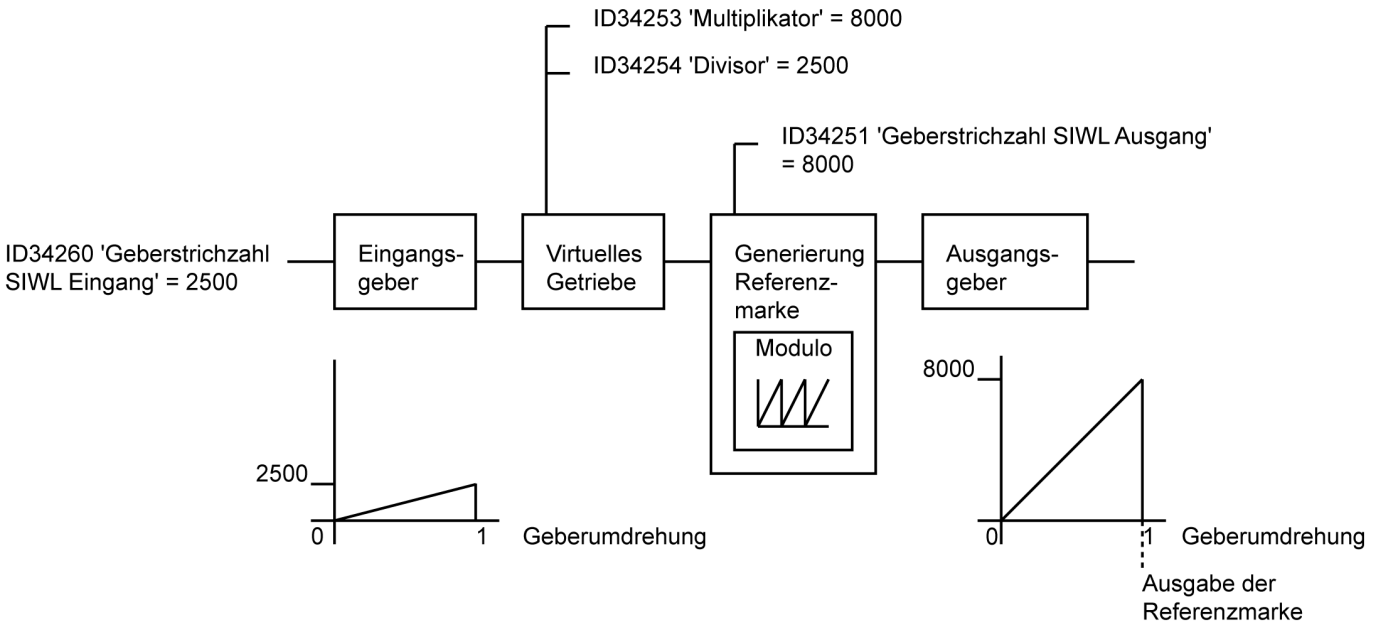 ID34253 'Multiplikator' = 8000
ID34254 'Divisor' = 2500
ID34251 'Geberstrichzahl SIWL Ausgang'
= 8000
ID34260 'Geberstrichzahl
SIWL Eingang' = 2500
Eingangs-
geber
Virtuelles
Getriebe
Generierung
Referenz-
marke
Modulo
Ausgangs-
geber
2500
0
1
Geberumdrehung
8000
0
1
Geberumdrehung
Ausgabe der
Referenzmarke